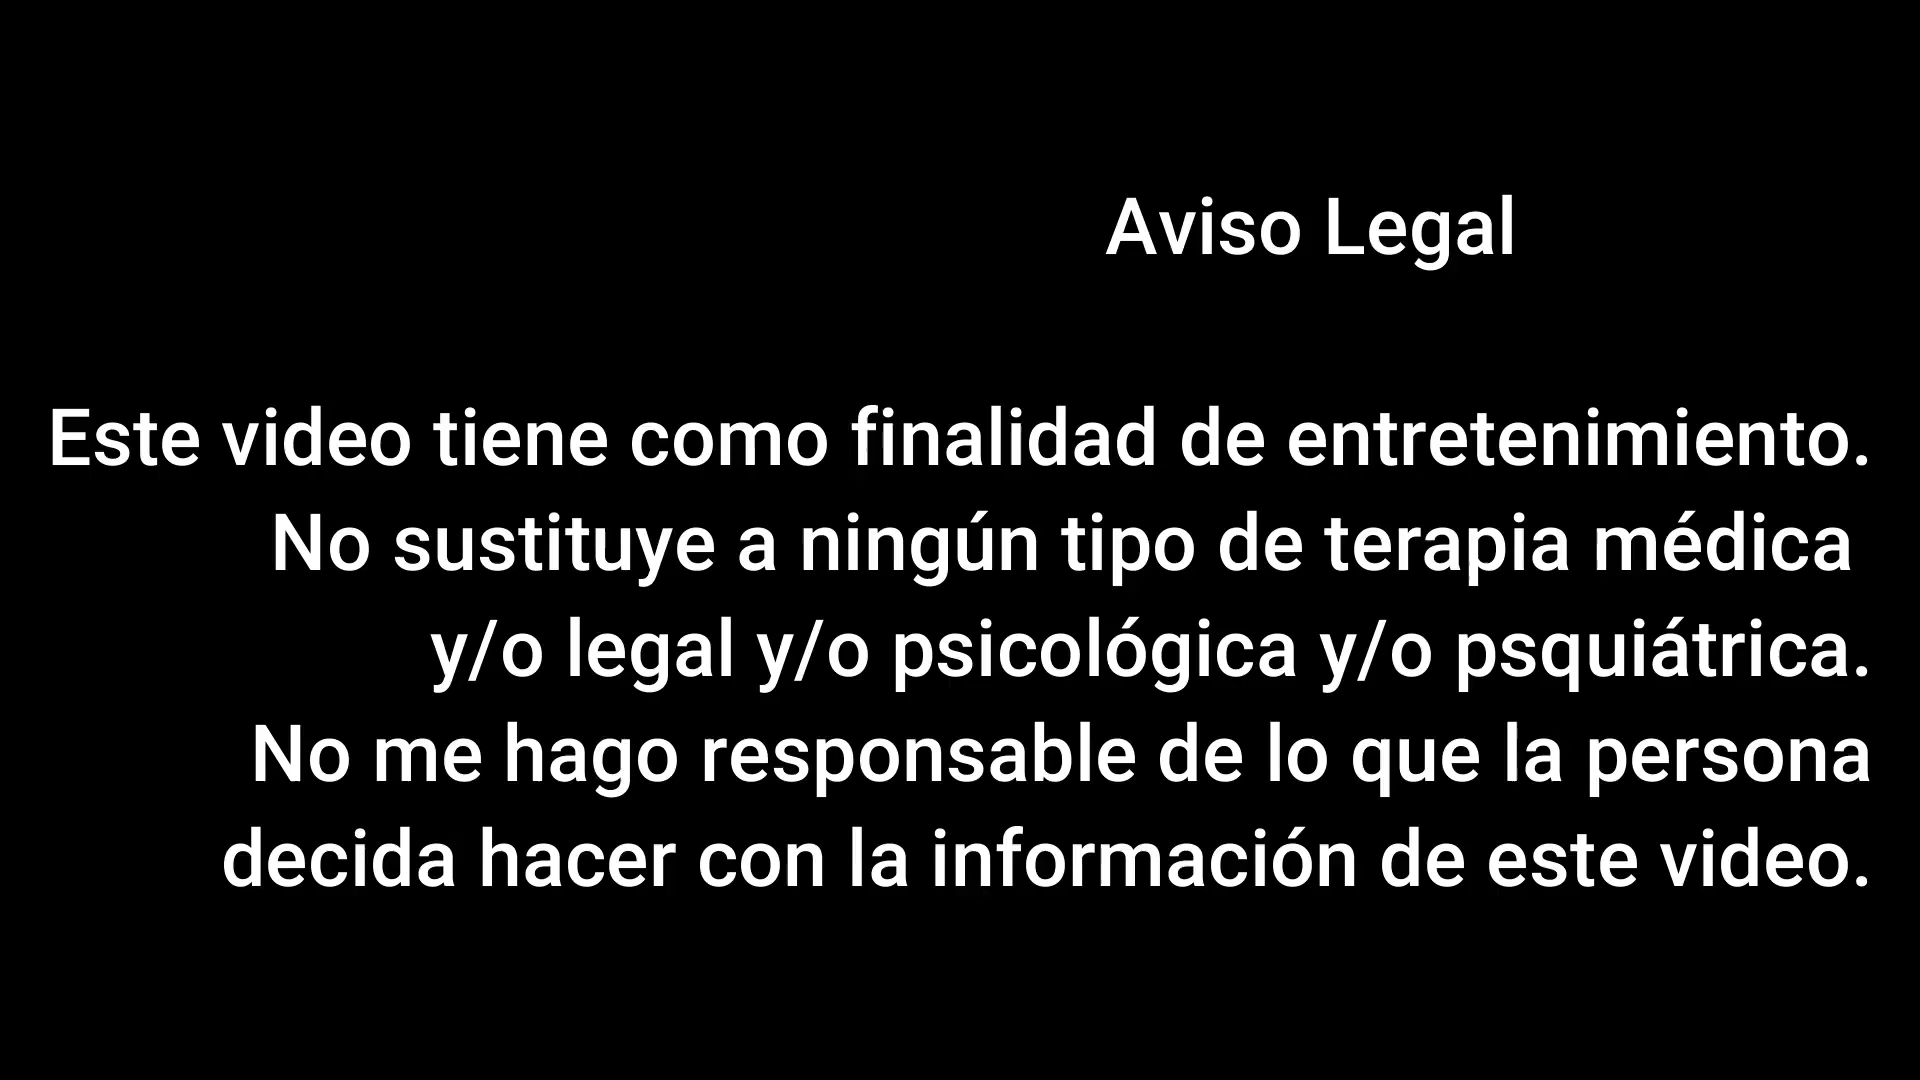 Aviso Legal
Este video tiene como finalidad de entretenimiento.
No sustituye a ningún tipo de terapia médica
y/o legal y/o psicológica y/o psquiátrica.
No me hago responsable de lo que la persona
decida hacer con la información de este video.